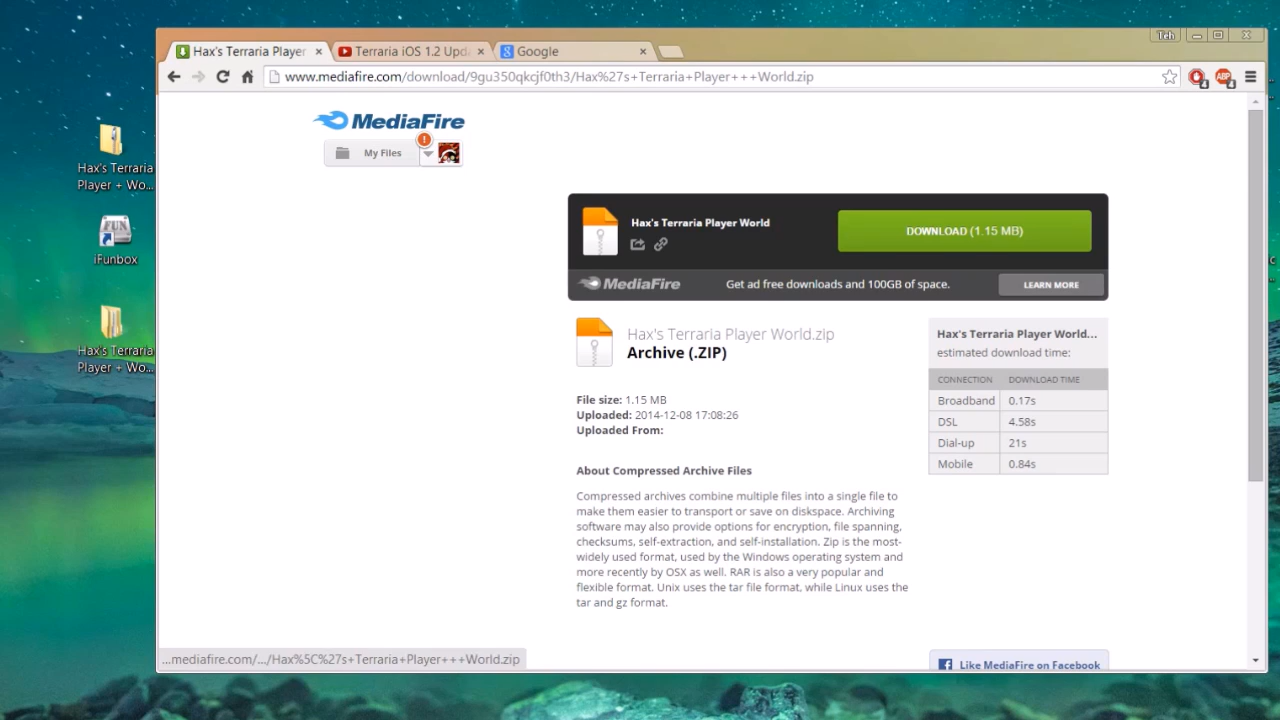 Teh
Hax's Terraria Player
Terraria iOS 1.2 Upd
Google
www.mediafire.com/download/9gu350qkcjf0th3/Hax%27s+Terraria+Player+++World.zip
4
ABP
4
MediaFire
My Files
!
Hax's Terraria
Player + Wo...
FUN
iFunbox
Hax's Terraria
Player + Wo...
Hax's Terraria Player World
DOWNLOAD (1.15 MB)
MediaFire
Get ad free downloads and 100GB of space.
LEARN MORE
Hax's Terraria Player World.zip
Archive (.ZIP)
File size: 1.15 MB
Uploaded: 2014-12-08 17:08:26
Uploaded From:
About Compressed Archive Files
Compressed archives combine multiple files into a single file to
make them easier to transport or save on diskspace. Archiving
software may also provide options for encryption, file spanning,
checksums, self-extraction, and self-installation. Zip is the most-
widely used format, used by the Windows operating system and
more recently by OSX as well. RAR is also a very popular and
flexible format. Unix uses the tar file format, while Linux uses the
tar and gz format.
Hax's Terraria Player World...
estimated download time:
CONNECTION DOWNLOAD TIME
Broadband 0.17s
DSL 4.58s
Dial-up 21s
Mobile 0.84s
Like MediaFire on Facebook
...mediafire.com/.../Hax%5C%27s+Terraria+Player+++World.zip